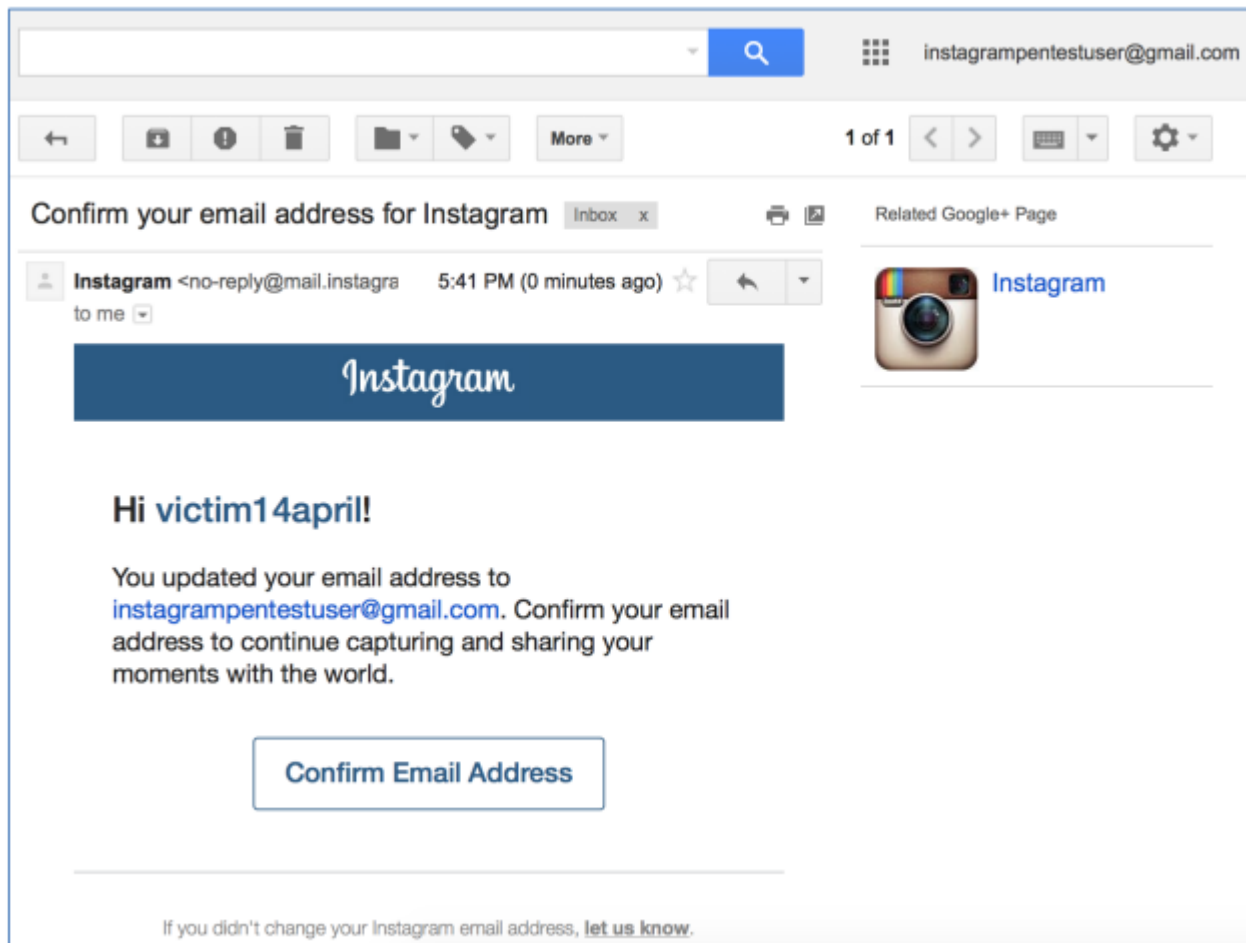 instagrampentestuser@gmail.com
More
1 of 1
Confirm your email address for Instagram Inbox x
Related Google+ Page
Instagram <no-reply@mail.instagra 5:41 PM (0 minutes ago)
Instagram
to me
Instagram
Hi victim14april!
You updated your email address to
instagrampentestuser@gmail.com. Confirm your email
address to continue capturing and sharing your
moments with the world.
Confirm Email Address
If you didn't change your Instagram email address, let us know.